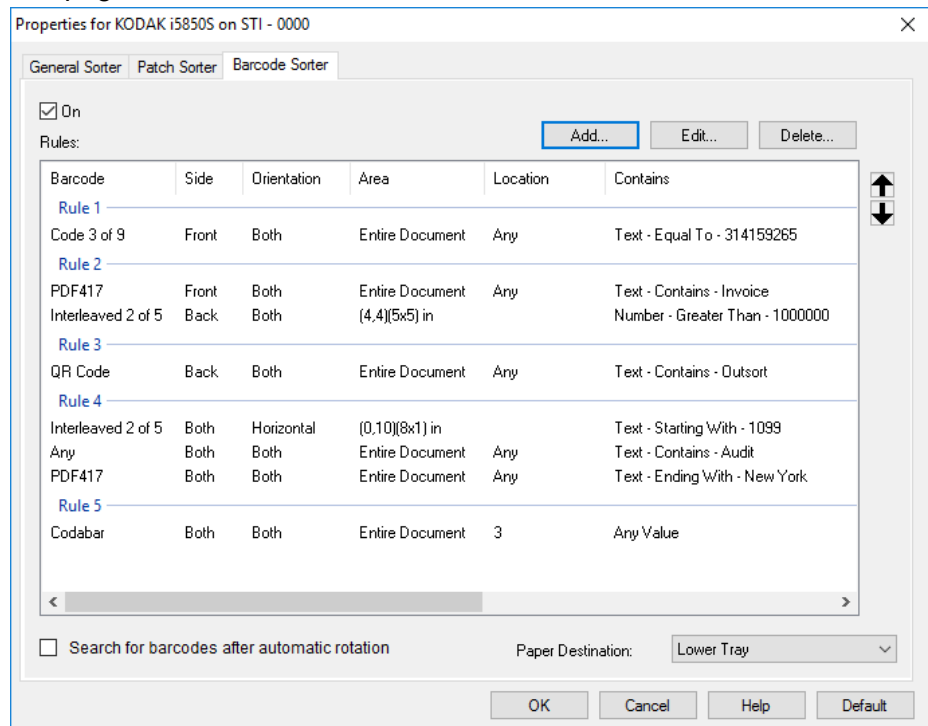 Properties for KODAK i5850S on STI - 0000
General Sorter Patch Sorter Barcode Sorter
On
Rules: Add... Edit... Delete...
Barcode Side Orientation Area Location Contains
Rule 1
Code 3 of 9 Front Both Entire Document Any Text - Equal To - 314159265
Rule 2
PDF417 Front Both Entire Document Any Text - Contains - Invoice
Interleaved 2 of 5 Back Both (4,4)(5x5) in Number - Greater Than - 1000000
Rule 3
QR Code Back Both Entire Document Any Text - Contains - Outsort
Rule 4
Interleaved 2 of 5 Both Horizontal (0,10)(8x1) in Text - Starting With - 1099
Any Both Both Entire Document Any Text - Contains - Audit
PDF417 Both Both Entire Document Any Text - Ending With - New York
Rule 5
Codabar Both Both Entire Document 3 Any Value
Search for barcodes after automatic rotation Paper Destination: Lower Tray
OK Cancel Help Default